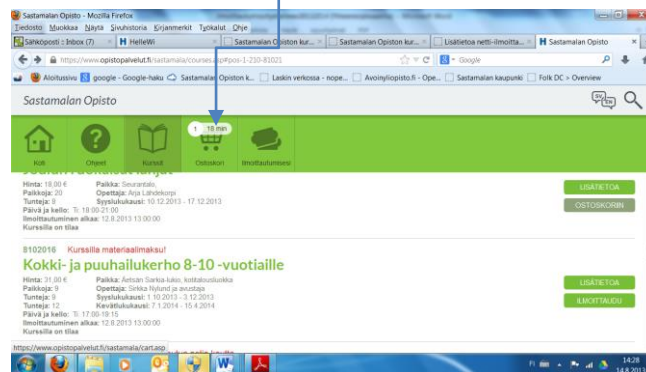 Sastamalan Opisto - Mozilla Firefox
Tiedosto Muokkaa Näytä Sivuhistoria Kirjanmerkit Työkalut Ohje
Sähköposti : Inbox (7) HelleWi Sastamalan Opiston kur... Sastamalan Opiston kur... Lisätietoa netti-ilmoitta... Sastamalan Opisto
www.opistopalvelut.fi/sastamala/courses.asp#pos-1-210-81021 Google
Aloitussivu google - Google-haku Sastamalan Opiston k... Laskin verkossa - nope... Avoinyliopisto.fi - Ope... Sastamalan kaupunki Folk DC > Overview
Sastamalan Opisto SV EN
1 18 min
Koti Ohjeet Kurssit Ostoskori Ilmoittautumisesi
Hinta: 18,00 € Paikka: Seurantalo,
Paikkoja: 20 Opettaja: Arja Lähdekorpi
Tunteja: 9 Syyslukukausi: 10.12.2013 - 17.12.2013
Päivä ja kello: Ti: 18:00-21:00
Ilmoittautuminen alkaa: 12.8.2013 13:00:00
Kurssilla on tilaa
LISÄTIETOA
OSTOSKORIIN
8102016 Kurssilla materiaalimaksu!
Kokki- ja puuhailukerho 8-10 -vuotiaille
Hinta: 31,00 € Paikka: Aetsän Sarkia-lukio, kotitalousluokka
Paikkoja: 9 Opettaja: Sirkka Nylund ja avustaja
Tunteja: 9 Syyslukukausi: 1.10.2013 - 3.12.2013
Tunteja: 12 Kevätlukukausi: 7.1.2014 - 15.4.2014
Päivä ja kello: Ti: 17:00-19:15
Ilmoittautuminen alkaa: 12.8.2013 13:00:00
Kurssilla on tilaa
LISÄTIETOA
ILMOITTAUDU
https://www.opistopalvelut.fi/sastamala/cart.asp
FI 14:28
14.8.2013